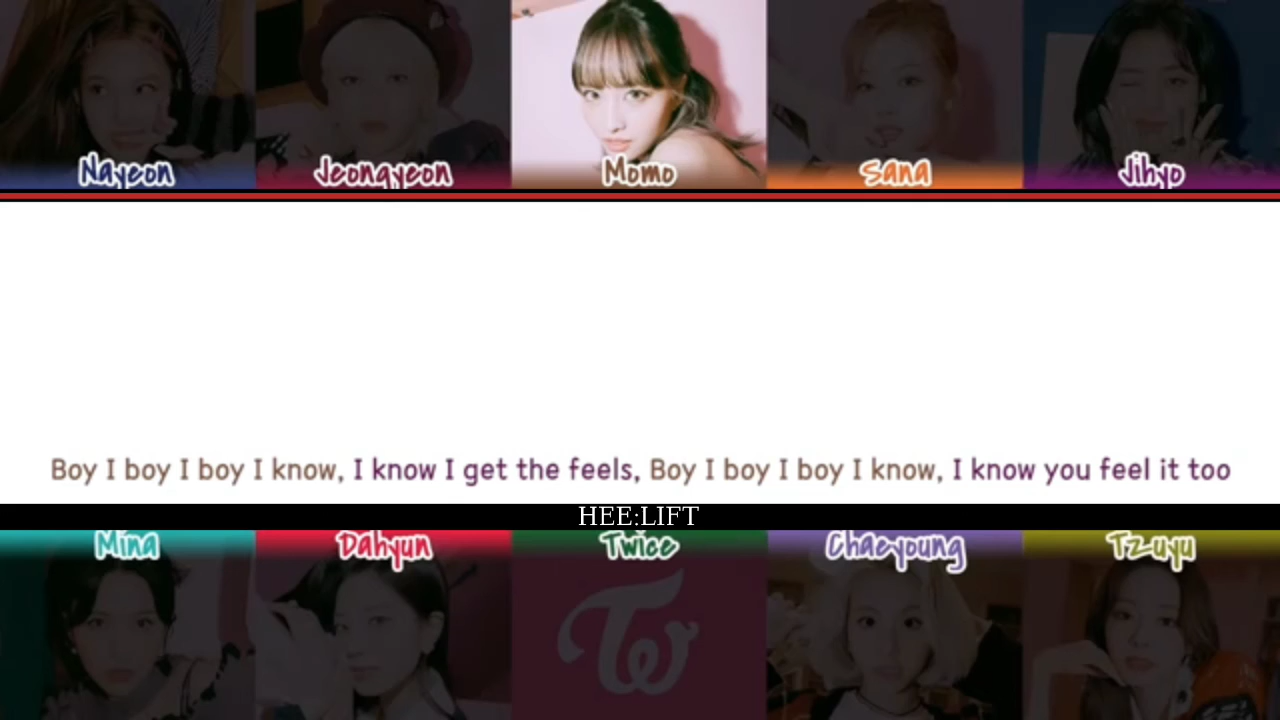 Nayeon Jeongyeon Momo Sana Jihyo
Boy I boy I boy I know, I know I get the feels, Boy I boy I boy I know, I know you feel it too
HEE:LIFT
Mina Dahyun Twice Chaeyoung Tzuyu
TW